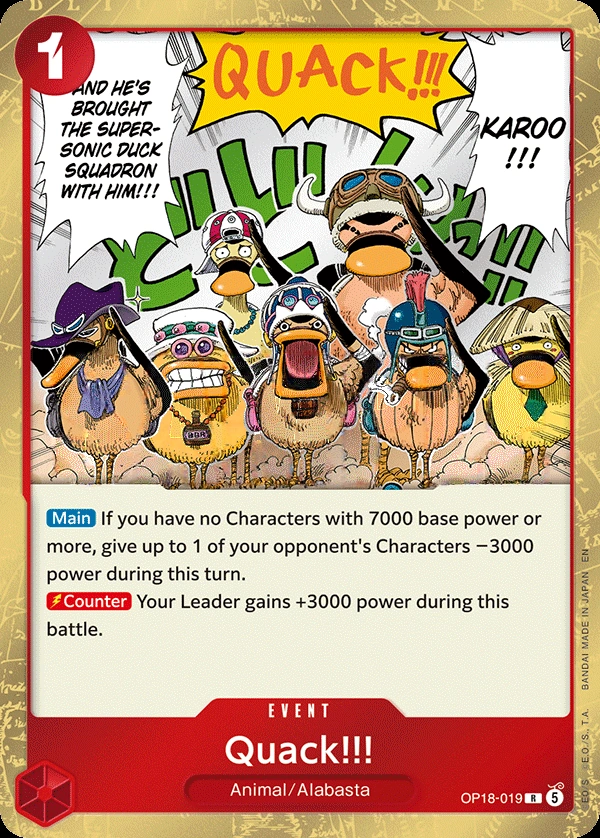 1
QUACK!!!
AND HE'S
BROUGHT
THE SUPER-
SONIC DUCK
SQUADRON
WITH HIM!!!
KAROO
!!!
Main If you have no Characters with 7000 base power or
more, give up to 1 of your opponent's Characters −3000
power during this turn.
Counter Your Leader gains +3000 power during this
battle.
EVENT
Quack!!!
Animal/Alabasta
OP18-019 R 5
©E.O./S, T.A. BANDAI MADE IN JAPAN EN